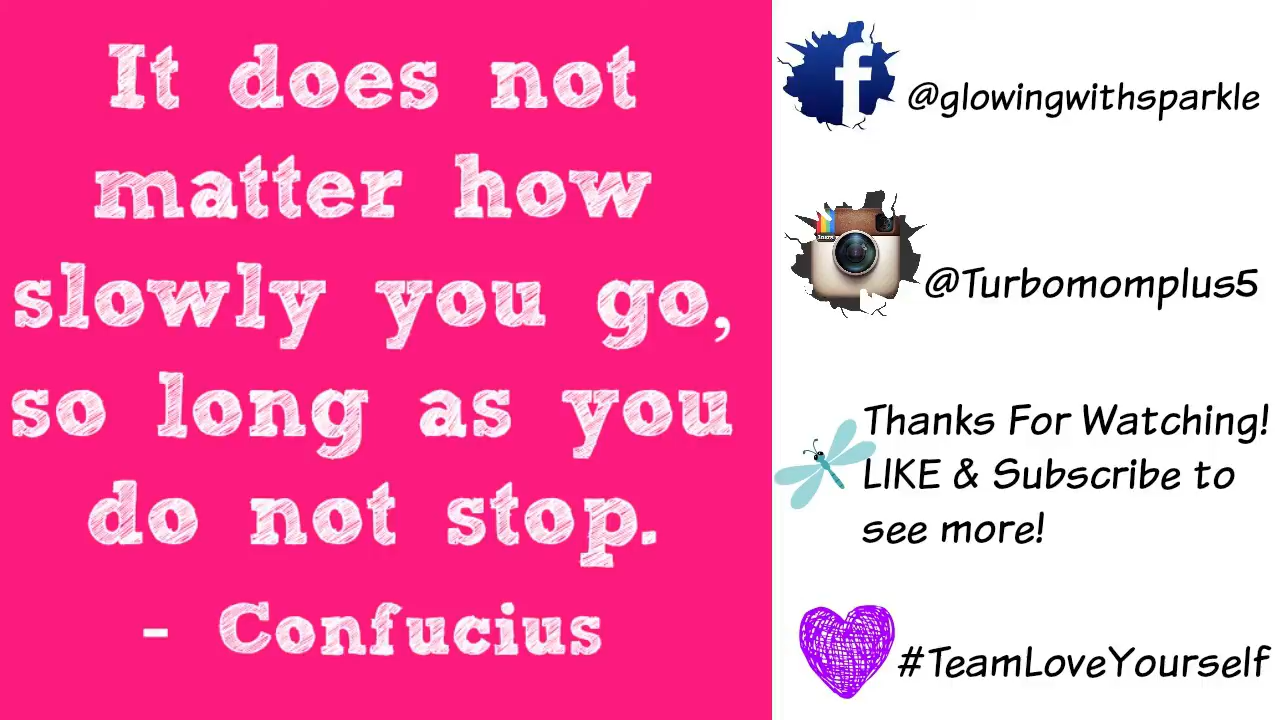 It does not
matter how
slowly you go,
so long as you
do not stop.
- Confucius
@glowingwithsparkle
@Turbomomplus5
Thanks For Watching!
LIKE & Subscribe to
see more!
#TeamLoveYourself